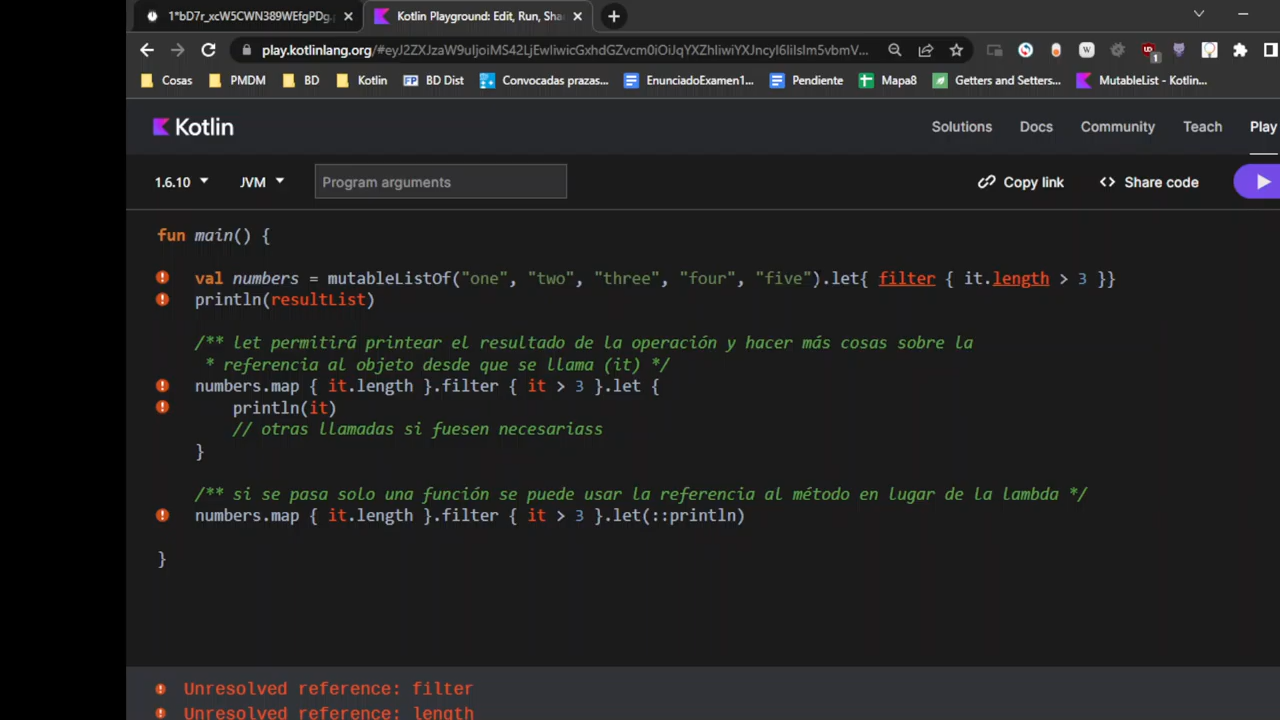 1*bD7r_xcW5CWN389WEfgPDg.
Kotlin Playground: Edit, Run, Sha
play.kotlinlang.org/#eyJ2ZXJzaW9uIjoiMS42LjEwIiwicGxhdGZvcm0iOiJqYXZhIiwiYXJncyI6IiIsIm5vbmV...
Cosas PMDM BD Kotlin BD Dist Convocadas prazas... EnunciadoExamen1... Pendiente Mapa8 Getters and Setters... MutableList - Kotlin...
Kotlin Solutions Docs Community Teach Play
1.6.10 JVM Program arguments Copy link Share code
fun main() {
val numbers = mutableListOf("one", "two", "three", "four", "five").let{ filter { it.length > 3 }}
println(resultList)
/** let permitirá printear el resultado de la operación y hacer más cosas sobre la
* referencia al objeto desde que se llama (it) */
numbers.map { it.length }.filter { it > 3 }.let {
println(it)
// otras llamadas si fuesen necesariass
}
/** si se pasa solo una función se puede usar la referencia al método en lugar de la lambda */
numbers.map { it.length }.filter { it > 3 }.let(::println)
}
Unresolved reference: filter
Unresolved reference: length